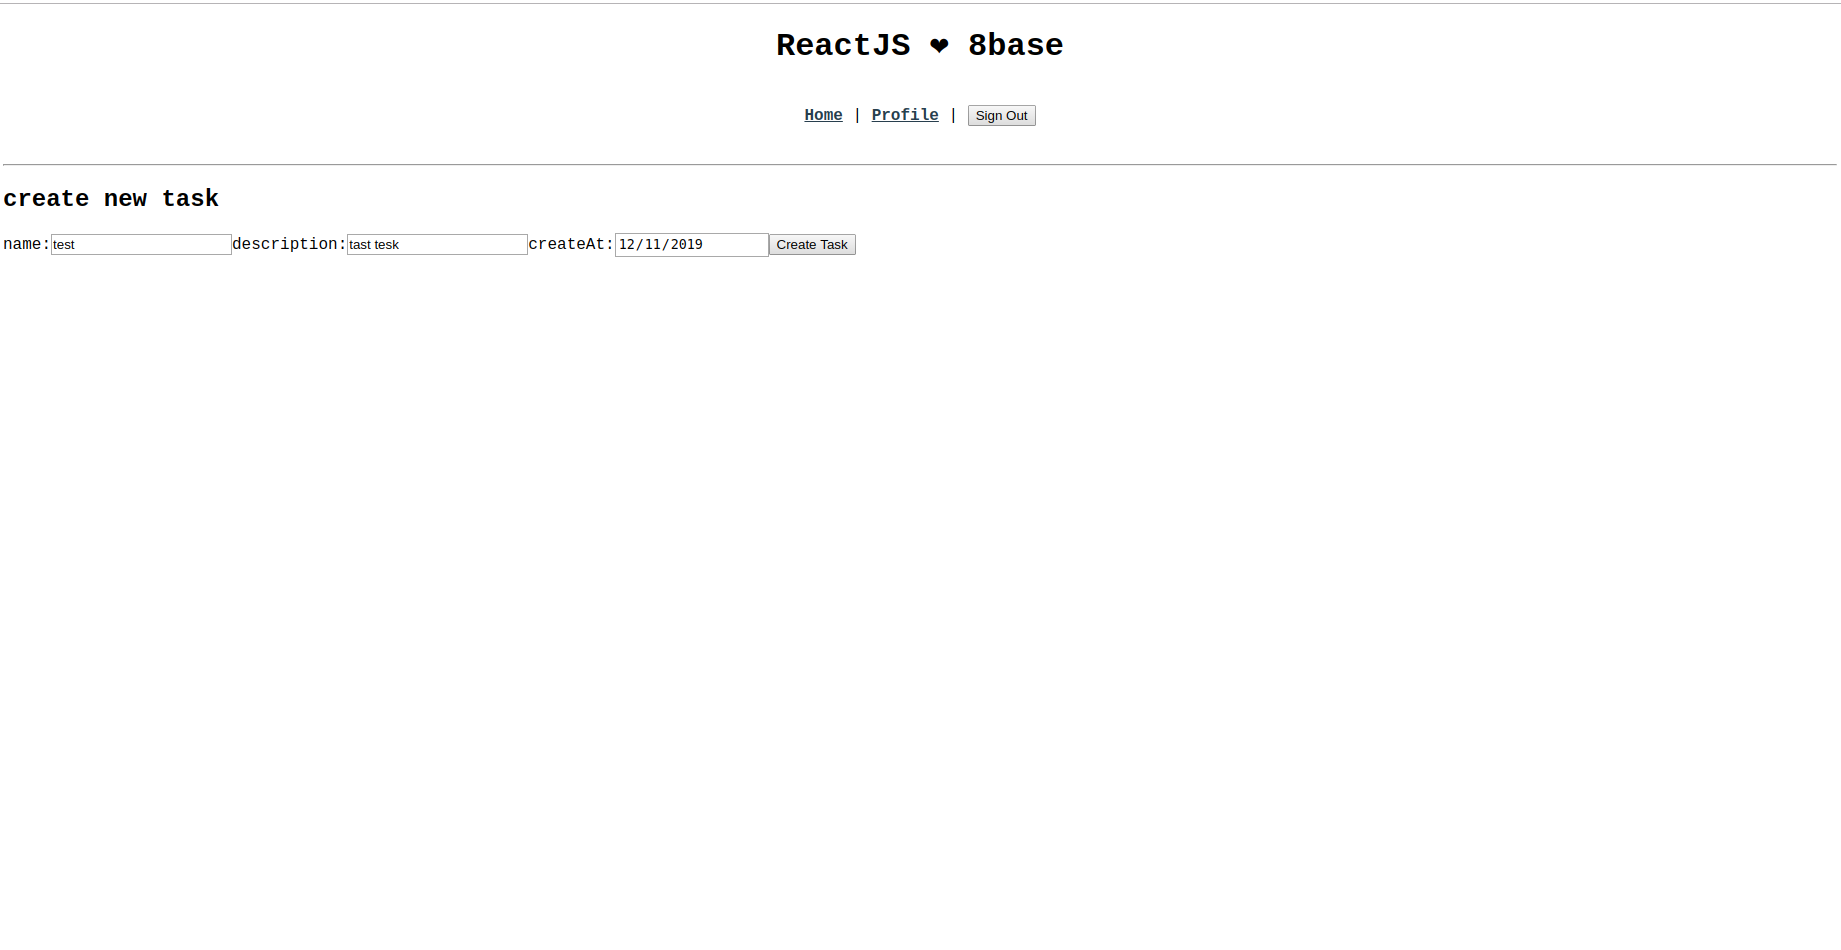 ReactJS ❤ 8base
Home | Profile | Sign Out
create new task
name:test description:tast tesk createAt:12/11/2019 Create Task